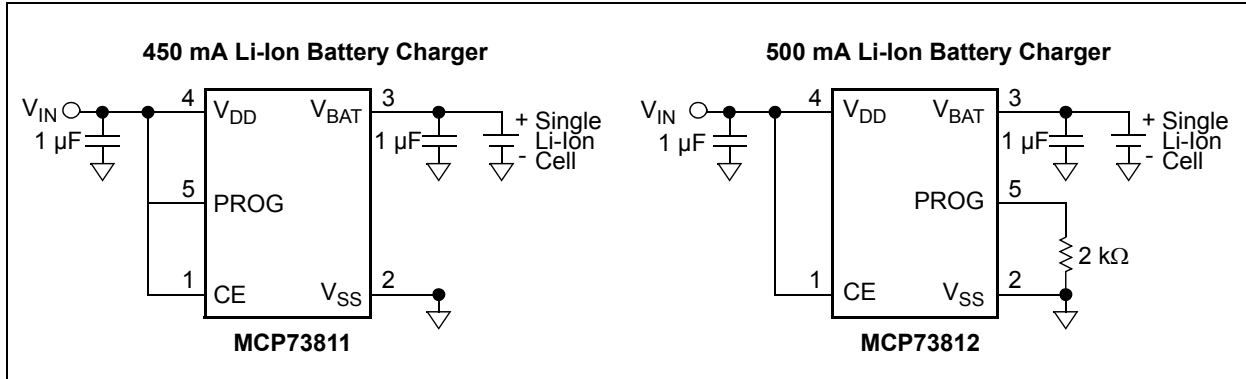 450 mA Li-Ion Battery Charger
VIN
1 µF
4
VDD
VBAT
3
1 µF
+ Single
Li-Ion
- Cell
5
PROG
1
CE
VSS
2
MCP73811
500 mA Li-Ion Battery Charger
VIN
1 µF
4
VDD
VBAT
3
1 µF
+ Single
Li-Ion
- Cell
PROG
5
2 kΩ
1
CE
VSS
2
MCP73812